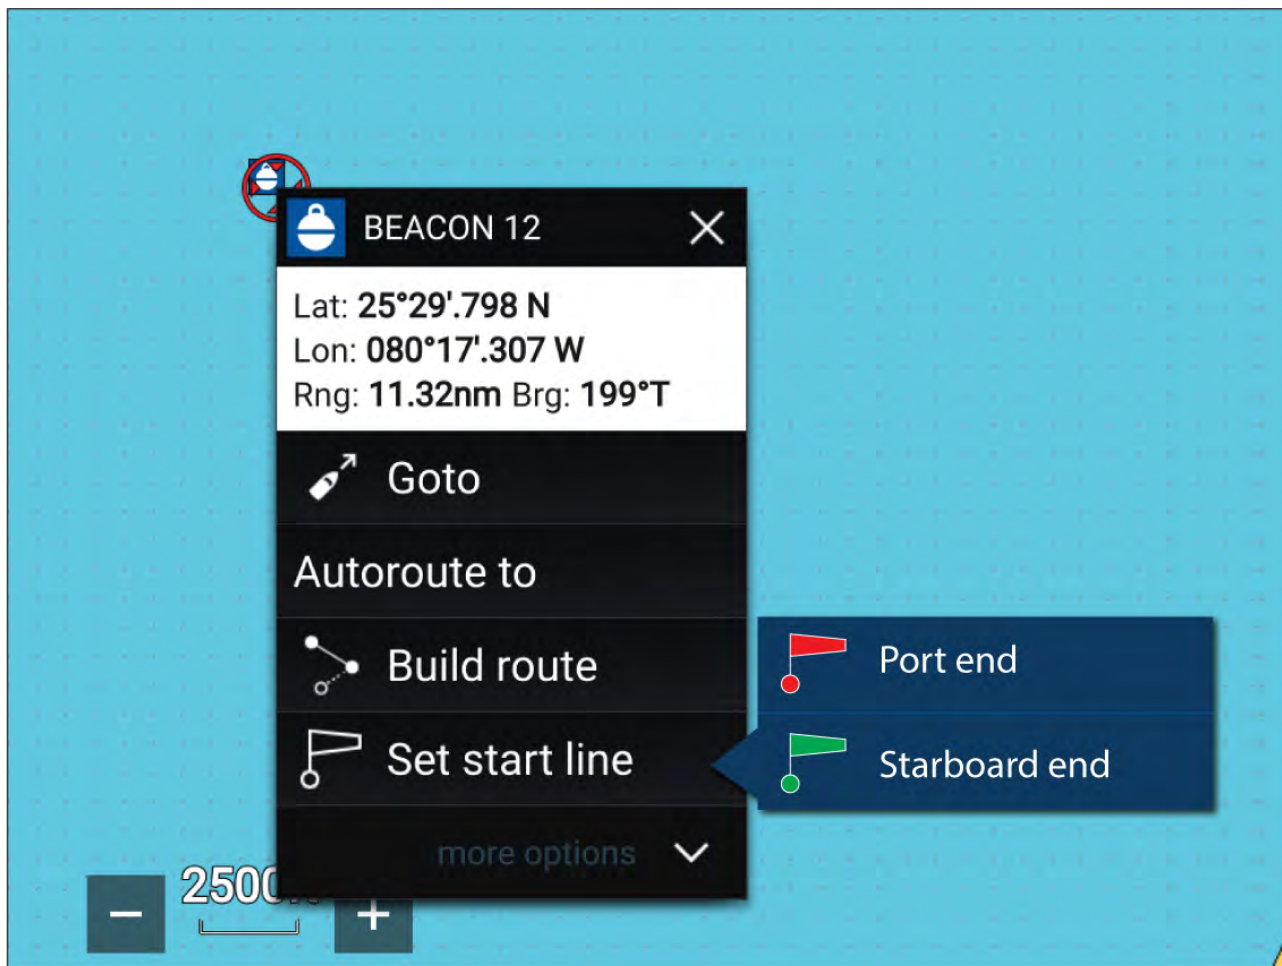 BEACON 12
Lat: 25°29'.798 N
Lon: 080°17'.307 W
Rng: 11.32nm Brg: 199°T
Goto
Autoroute to
Build route
Port end
Set start line
Starboard end
more options